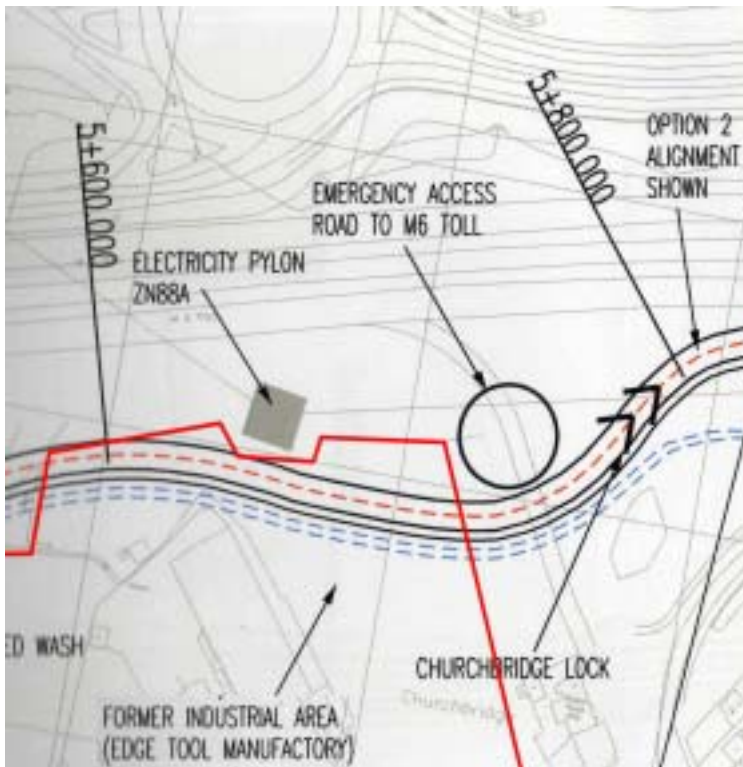 5+600.000
5+800.000
OPTION 2
ALIGNMENT
SHOWN
EMERGENCY ACCESS
ROAD TO M6 TOLL
ELECTRICITY PYLON
ZN88A
ED WASH
CHURCHBRIDGE LOCK
Churchbridge
FORMER INDUSTRIAL AREA
(EDGE TOOL MANUFACTORY)